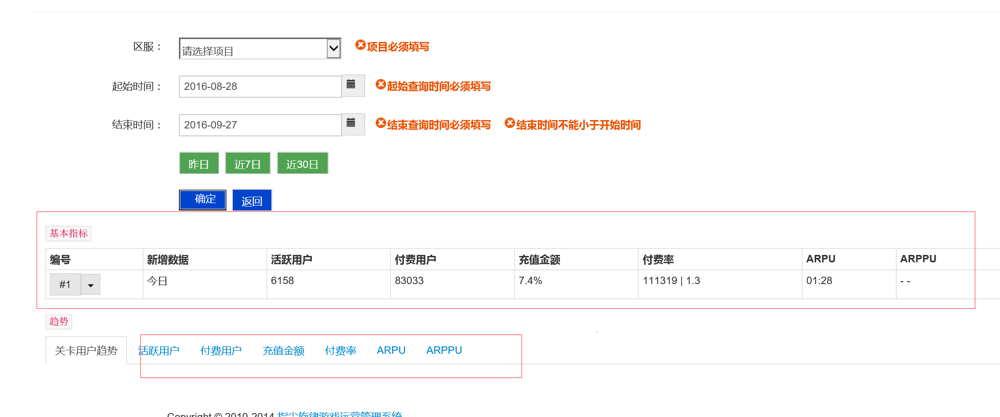 区服： 请选择项目 项目必须填写
起始时间： 2016-08-28 起始查询时间必须填写
结束时间： 2016-09-27 结束查询时间必须填写 结束时间不能小于开始时间
昨日 近7日 近30日
确定 返回
基本指标
编号 新增数据 活跃用户 付费用户 充值金额 付费率 ARPU ARPPU
#1 今日 6158 83033 7.4% 111319 | 1.3 01:28 - -
趋势
关卡用户趋势 活跃用户 付费用户 充值金额 付费率 ARPU ARPPU
Copyright © 2010-2014 指尖旋律游戏运营管理系统